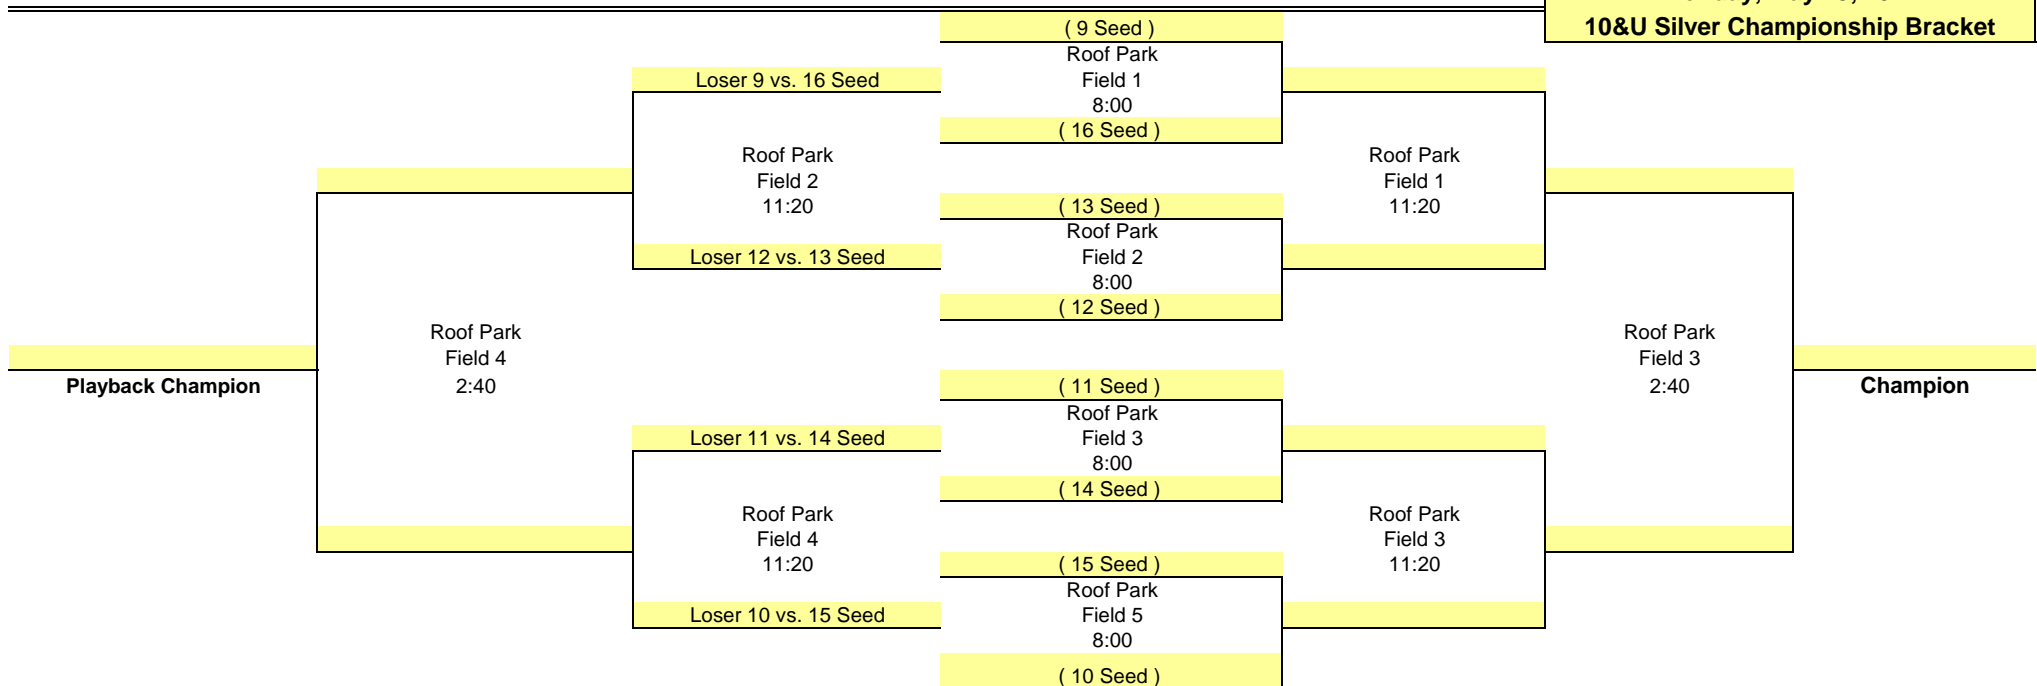 10&U Silver Championship Bracket
( 9 Seed )
Roof Park
Field 1
8:00
( 16 Seed )
Loser 9 vs. 16 Seed
Roof Park
Field 2
11:20
Loser 12 vs. 13 Seed
Roof Park
Field 1
11:20
( 13 Seed )
Roof Park
Field 2
8:00
( 12 Seed )
Roof Park
Field 4
2:40
Playback Champion
Roof Park
Field 3
2:40
Champion
( 11 Seed )
Roof Park
Field 3
8:00
( 14 Seed )
Loser 11 vs. 14 Seed
Roof Park
Field 4
11:20
Loser 10 vs. 15 Seed
Roof Park
Field 3
11:20
( 15 Seed )
Roof Park
Field 5
8:00
( 10 Seed )